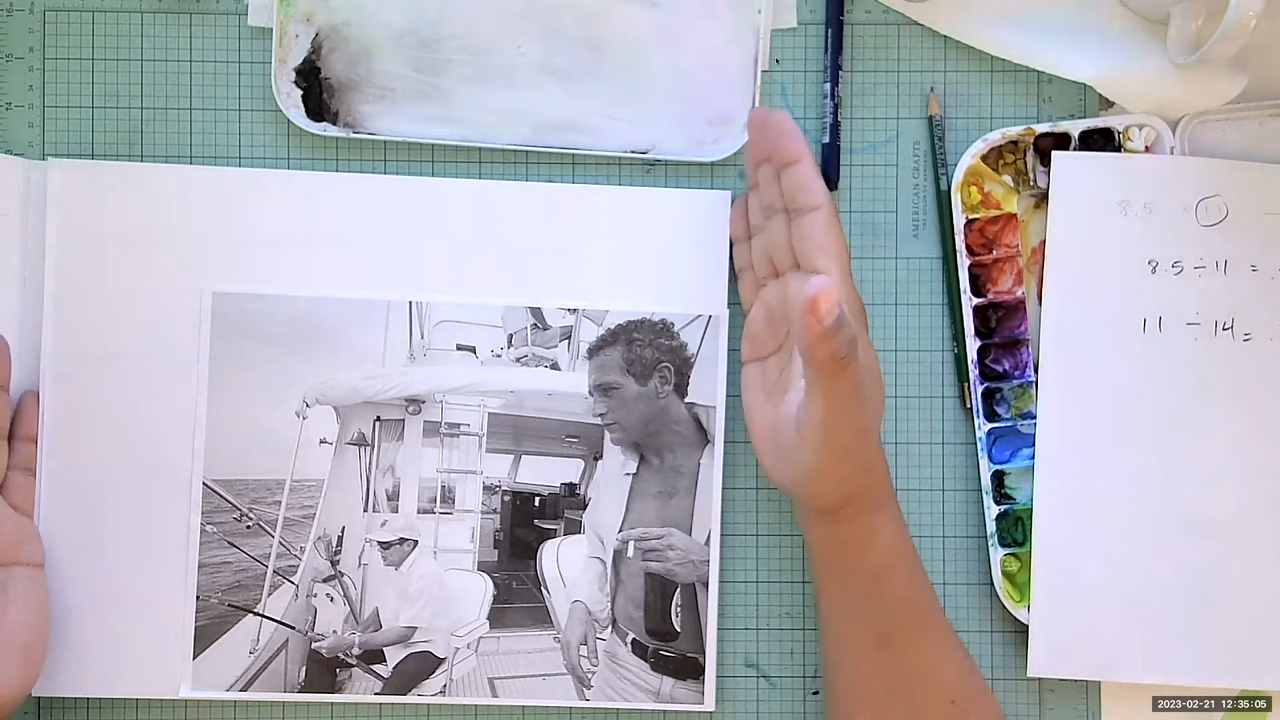 8.5 × 11
8.5 ÷ 11 =
11 ÷ 14 =
AMERICAN CRAFTS
2023-02-21 12:35:05